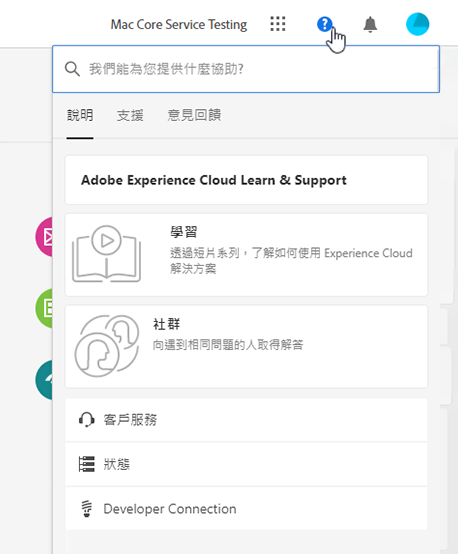 Mac Core Service Testing
我們能為您提供什麼協助?
說明 支援 意見回饋
Adobe Experience Cloud Learn & Support
學習
透過短片系列，了解如何使用 Experience Cloud
解決方案
社群
向遇到相同問題的人取得解答
客戶服務
狀態
Developer Connection